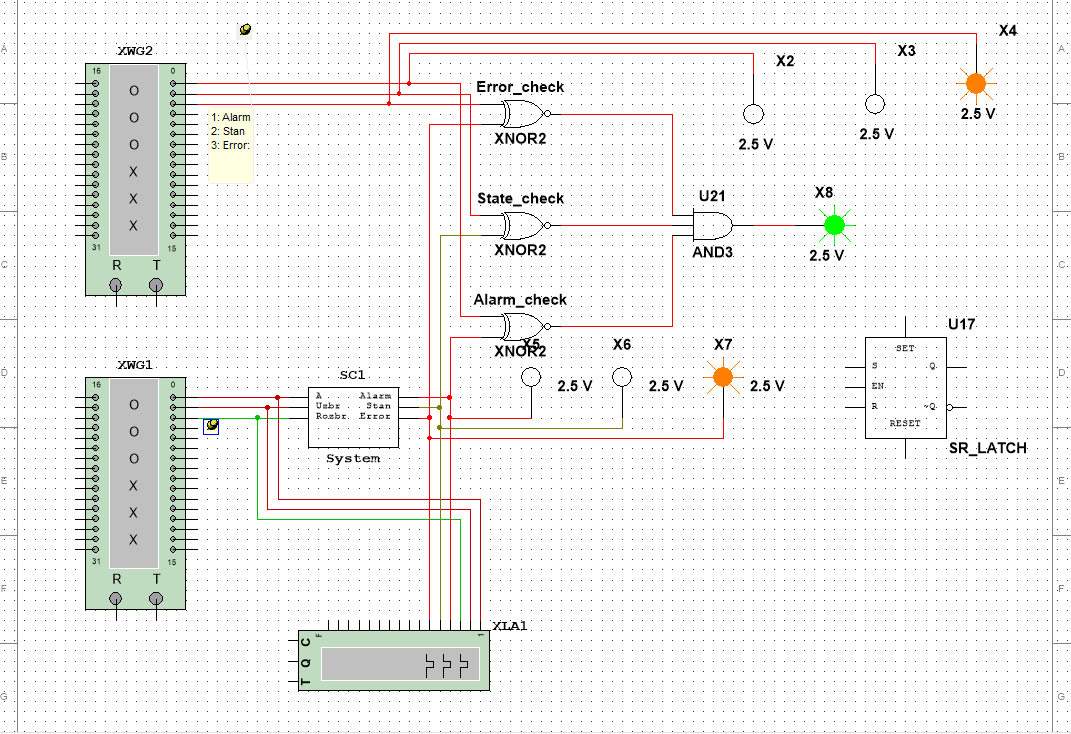 X4
X3
X2
XWG2
A
A
16
0
Error_check
O
O
2.5 V
1: Alarm
2.5 V
2: Stan
XNOR2
2.5 V
3: Error:
O
B
B
X
X
State_check
U21
X8
X
31
15
XNOR2
AND3
2.5 V
R
T
C
C
Alarm_check
U17
XNOR2
X5
X6
X7
SET
XWG1
S
Q
D
D
SC1
16
0
2.5 V
2.5 V
2.5 V
EN
A
Alarm
O
Uzbr
Stan
R
~Q
Rozbr.
Error
RESET
O
SR_LATCH
O
System
E
E
X
X
X
31
15
R
T
F
F
XLA1
F
1
C
Q
T
G
G